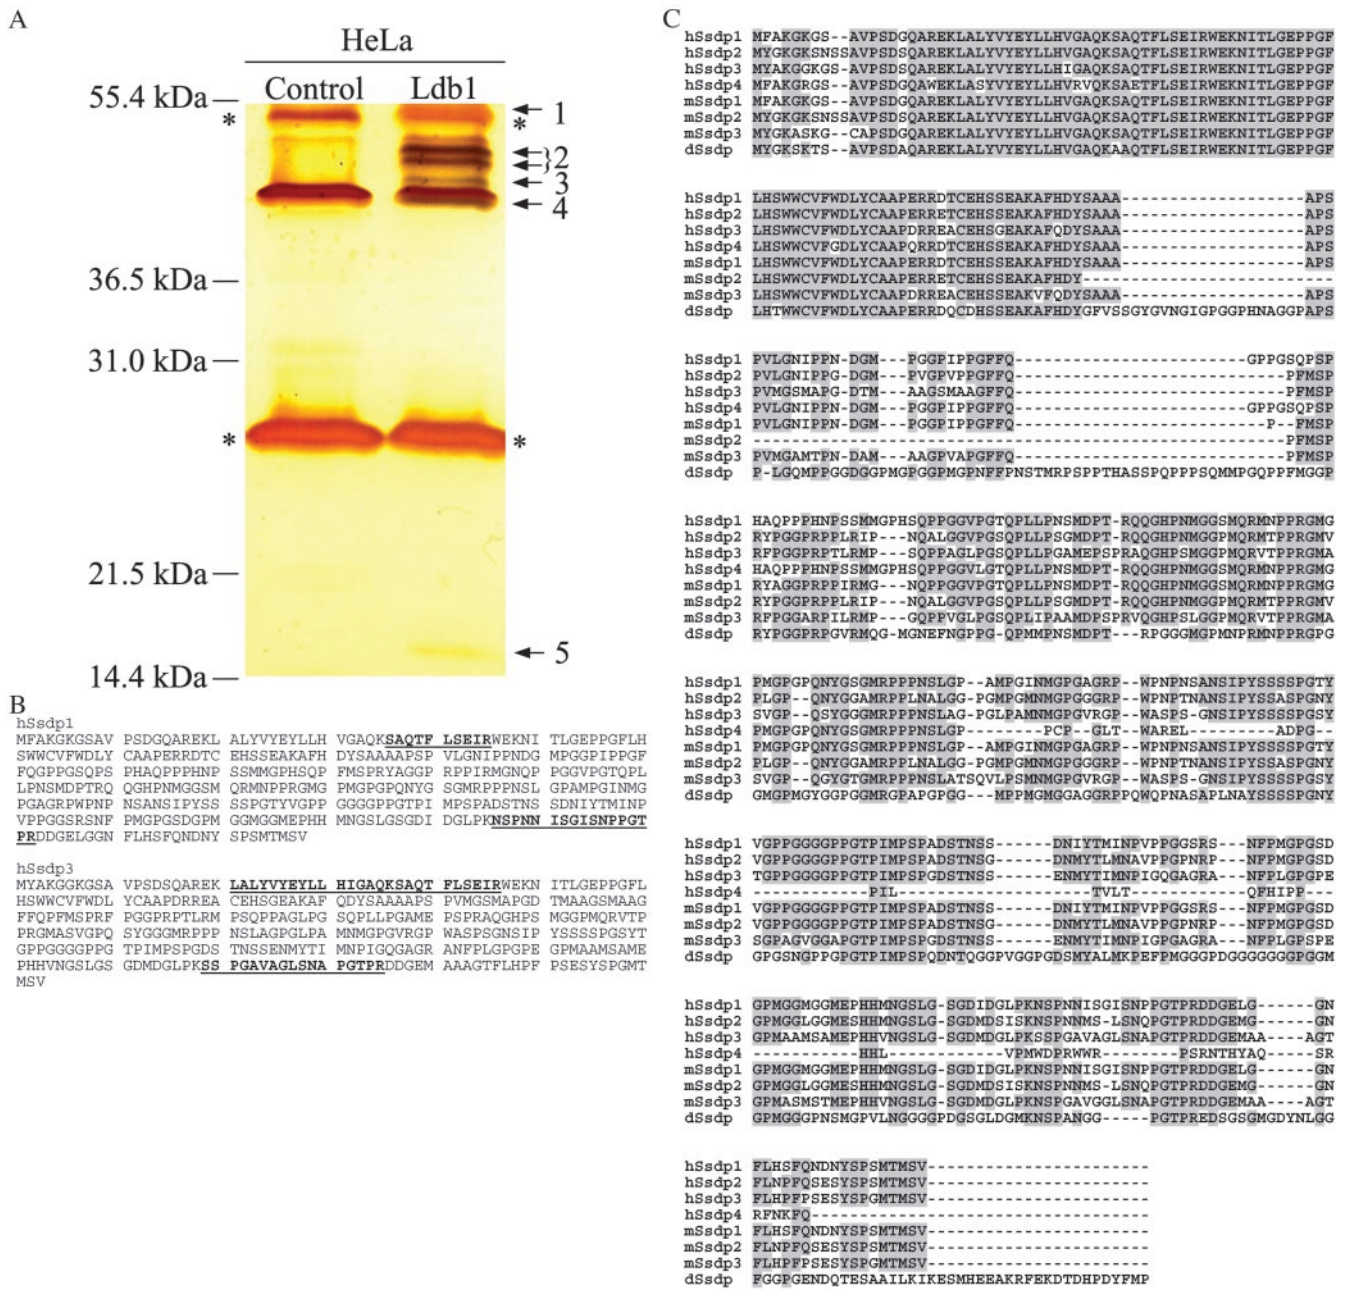 A
HeLa
Control Ldb1
55.4 kDa
* 1
*
2
3
4
36.5 kDa
31.0 kDa
* *
21.5 kDa
5
14.4 kDa
B
hSsdp1
MFAKGKGSAV PSDGQAREKL ALYVYEYLLH VGAQKSAQTF LSEIRWEKNI TLGEPPGFLH
SWWCVFWDLY CAAPERRDTC EHSSEAKAFH DYSAAAAPSP VLGNIPPNDG MPGGPIPPGF
FQGPPGSQPS PHAQPPPHNP SSMMGPHSQP FMSPRYAGGP RPPIRMGNQP PGGVPGTQPL
LPNSMDPTRQ QGHPNMGGSM QRMNPPRGMG PMGPGPQNYG SGMRPPPNSL GPAMPGINMG
PGAGRPWPNP NSANSIPYSS SSPGTYVGPP GGGGPPGTPI MPSPADSTNS SDNIYTMINP
VPPGGSRSNF PMGPGSDGPM GGMGGMEPHH MNGSLGSGDI DGLPKNSPNN ISGISNPPGT
PRDDGELGGN FLHSFQNDNY SPSMTMSV
hSsdp3
MYAKGGKGSA VPSDSQAREK LALYVYEYLL HIGAQKSAQT FLSEIRWEKN ITLGEPPGFL
HSWWCVFWDL YCAAPDRREA CEHSGEAKAF QDYSAAAAPS PVMGSMAPGD TMAAGSMAAG
FFQPFMSPRF PGGPRPTLRM PSQPPAGLPG SQPLLPGAME PSPRAQGHPS MGGPMQRVTP
PRGMASVGPQ SYGGGMRPPP NSLAGPGLPA MNMGPGVRGP WASPSGNSIP YSSSSPGSYT
GPPGGGGPPG TPIMPSPGDS TNSSENMYTI MNPIGQGAGR ANFPLGPGPE GPMAAMSAME
PHHVNGSLGS GDMDGLPKSS PGAVAGLSNA PGTPRDDGEM AAAGTFLHPF PSESYSPGMT
MSV
C
hSsdp1 MFAKGKGS--AVPSDGQAREKLALYVYEYLLHVGAQKSAQTFLSEIRWEKNITLGEPPGF
hSsdp2 MYGKGKSNSSAVPSDSQAREKLALYVYEYLLHVGAQKSAQTFLSEIRWEKNITLGEPPGF
hSsdp3 MYAKGGKGS-AVPSDSQAREKLALYVYEYLLHIGAQKSAQTFLSEIRWEKNITLGEPPGF
hSsdp4 MFAKGRGS--AVPSDGQAWEKLASYVYEYLLHVRVQKSAETFLSEIRWEKNITLGEPPGF
mSsdp1 MFAKGKGS--AVPSDGQAREKLALYVYEYLLHVGAQKSAQTFLSEIRWEKNITLGEPPGF
mSsdp2 MYGKGKSNSSAVPSDSQAREKLALYVYEYLLHVGAQKSAQTFLSEIRWEKNITLGEPPGF
mSsdp3 MYGKASKG--CAPSDGQAREKLALYVYEYLLHVGAQKSAQTFLSEIRWEKNITLGEPPGF
dSsdp MYGKSKTS--AVPSDAQAREKLALYVYEYLLHVGAQKAAQTFLSEIRWEKNITLGEPPGF
hSsdp1 LHSWWCVFWDLYCAAPERRDTCEHSSEAKAFHDYSAAA-------------------APS
hSsdp2 LHSWWCVFWDLYCAAPERRDTCEHSSEAKAFHDYSAAA-------------------APS
hSsdp3 LHSWWCVFWDLYCAAPDRREACEHSGEAKAFQDYSAAA-------------------APS
hSsdp4 LHSWWCVFGDLYCAAPQRRDTCEHSSEAKAFHDYSAAA-------------------APS
mSsdp1 LHSWWCVFWDLYCAAPERRDTCEHSSEAKAFHDYSAAA-------------------APS
mSsdp2 LHSWWCVFWDLYCAAPERRETCEHSSEAKAFHDY--------------------------
mSsdp3 LHSWWCVFWDLYCAAPDRREACEHSSEAKVFQDYSAAA-------------------APS
dSsdp LHTWWCVFWDLYCAAPERRDQCDHSSEAKAFHDYGFVSSGYGVNGIGPGGPHNAGGPAPS
hSsdp1 PVLGNIPPN-DGM---PGGPIPPGFFQ------------------------GPPGSQPSP
hSsdp2 PVLGNIPPG-DGM---PVGPVPPGFFQ----------------------------PFMSP
hSsdp3 PVMGSMAPG-DTM---AAGSMAAGFFQ----------------------------PFMSP
hSsdp4 PVLGNIPPN-DGM---PGGPIPPGFFQ------------------------GPPGSQPSP
mSsdp1 PVLGNIPPN-DGM---PGGPIPPGFFQ--------------------------P--FMSP
mSsdp2 -------------------------------------------------------PFMSP
mSsdp3 PVMGAMTPN-DAM---AAGPVAPGFFQ----------------------------PFMSP
dSsdp P-LGQMPPGGDGGPMGPGGPMGPNFFPNSTMRPSPPTHASSPQPPPSQMMPGQPPFMGGP
hSsdp1 HAQPPPHNPSSMMGPHSQPPGGVPGTQPLLPNSMDPT-RQQGHPNMGGSMQRMNPPRGMG
hSsdp2 RYPGGPRPPLRIP---NQALGGVPGSQPLLPSGMDPT-RQQGHPNMGGPMQRMTPPRGMV
hSsdp3 RFPGGPRPTLRMP---SQPPAGLPGSQPLLPGAMEPSPRAQGHPSMGGPMQRVTPPRGMA
hSsdp4 HAQPPPHNPSSMMGPHSQPPGGVLGTQPLLPNSMDPT-RQQGHPNMGGSMQRMNPPRGMG
mSsdp1 RYAGGPRPPIRMG---NQPPGGVPGTQPLLPNSMDPT-RQQGHPNMGGSMQRMNPPRGMG
mSsdp2 RYPGGPRPPLRIP---NQALGGVPGSQPLLPSGMDPT-RQQGHPNMGGPMQRMTPPRGMV
mSsdp3 RFPGGARPILRMP---GQPPVGLPGSQPLIPAAMDPSPRVQGHPSLGGPMQRMTPPRGMA
dSsdp RYPGGPRPGVRMQG-MGNEFNGPPG-QPMMPNSMDPT---RPGGGMGPMNPRMNPPRGPG
hSsdp1 PMGPGPQNYGSGMRPPPNSLGP--AMPGINMGPGAGRP--WPNPNSANSIPYSSSSPGTY
hSsdp2 PLGP--QNYGGAMRPPLNALGG-PGMPGMNMGPGGGRP--WPNPTNANSIPYSSASPGNY
hSsdp3 SVGP--QSYGGGMRPPPNSLAG-PGLPAMNMGPGVRGP--WASPS-GNSIPYSSSSPGSY
hSsdp4 PMGPGPQNYGSGMRPPPNSLGP--------PCP--GLT--WAREL---------ADPG--
mSsdp1 PMGPGPQNYGSGMRPPPNSLGP--AMPGINMGPGAGRP--WPNPNSANSIPYSSSSPGTY
mSsdp2 PLGP--QNYGGAMRPPLNALGG-PGMPGMNMGPGGGRP--WPNPTNANSIPYSSASPGNY
mSsdp3 SVGP--QGYGTGMRPPPNSLATSQVLPSMNMGPGVRGP--WASPS-GNSIPYSSSSPGSY
dSsdp GMGPMGYGGPGGMRGPAPGPGG---MPPMGMGGAGGRPPQWQPNASAPLNAYSSSSPGNY
hSsdp1 VGPPGGGGPPGTPIMPSPADSTNSS---------DNIYTMINPVPPGGSRS--NFPMGPGSD
hSsdp2 VGPPGGGGPPGTPIMPSPADSTNSG---------DNMYTLMNAVPPGPNRP--NFPMGPGSD
hSsdp3 TGPPGGGGPPGTPIMPSPGDSTNSS---------ENMYTIMNPIGQGAGRA--NFPLGPGPE
hSsdp4 ------------PIL--------------------TVLT-----------QFHIPP---
mSsdp1 VGPPGGGGPPGTPIMPSPADSTNSS---------DNIYTMINPVPPGGSRS--NFPMGPGSD
mSsdp2 VGPPGGGGPPGTPIMPSPADSTNSG---------DNMYTLMNAVPPGPNRP--NFPMGPGSD
mSsdp3 SGPAGVGGAPGTPIMPSPGDSTNSS---------ENMYTIMNPIGPGAGRA--NFPLGPSPE
dSsdp GPGSNGPPGPGTPIMPSPQDNTQGGPVGGPGDSMYALMKPEFPMGGGPDGGGGGGGPGGM
hSsdp1 GPMGGMGGMEPHHMNGSLG-SGDIDGLPKNSPNNISGISNPPGTPRDDGELG------GN
hSsdp2 GPMGGLGGMESHHMNGSLG-SGDMDSISKNSPNNMS-LSNQPGTPRDDGEMG------GN
hSsdp3 GPMAAMSAMEPHHVNGSLG-SGDMDGLPKSSPGAVAGLSNAPGTPRDDGEMAA----AGT
hSsdp4 -----------HHL------------VPMWDPRWWR--------PSRNTHYAQ-----SR
mSsdp1 GPMGGMGGMEPHHMNGSLG-SGDIDGLPKNSPNNISGISNPPGTPRDDGELG------GN
mSsdp2 GPMGGLGGMESHHMNGSLG-SGDMDSISKNSPNNMS-LSNQPGTPRDDGEMG------GN
mSsdp3 GPMASMSTMEPHHVNGSLG-SGDMDGLPKNSPGAVGGLSNAPGTPRDDGEMAA----AGT
dSsdp GPMGGGPNSMGPVLNGGGGPDGSGLDGMKNSPANGG-----PGTPREDSGSGMGDYNLGG
hSsdp1 FLHSFQNDNYSPSMTMSV-----------------------
hSsdp2 FLNPFQSESYSPSMTMSV-----------------------
hSsdp3 FLHPFPSESYSPGMTMSV-----------------------
hSsdp4 RFNKFQ-----------------------------------
mSsdp1 FLHSFQNDNYSPSMTMSV-----------------------
mSsdp2 FLNPFQSESYSPSMTMSV-----------------------
mSsdp3 FLHPFPSESYSPGMTMSV-----------------------
dSsdp FGGPGENDQTESAAILKIKESMHEEAKRFEKDTDHPDYFMP